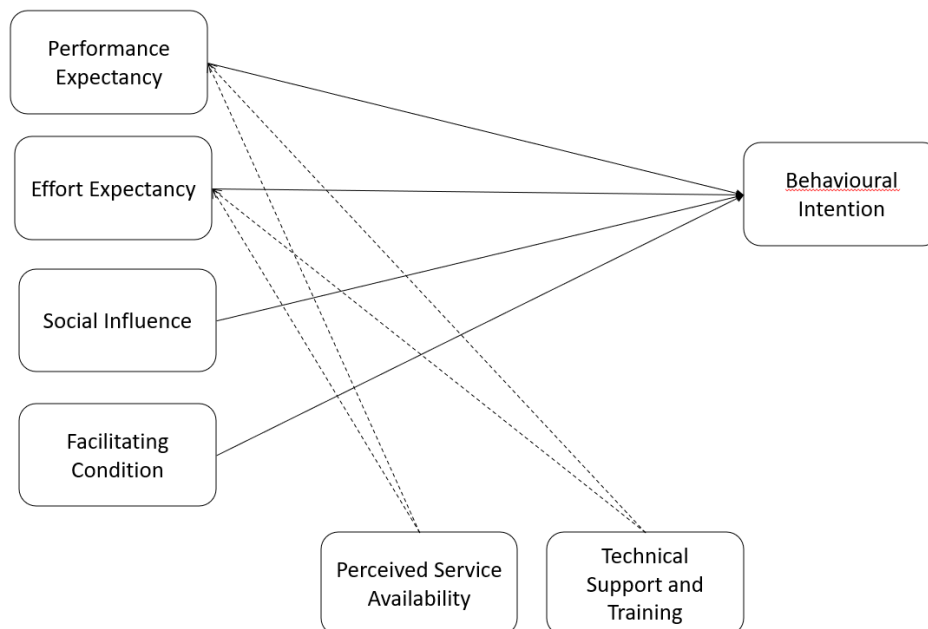 Performance
Expectancy
Effort Expectancy
Social Influence
Facilitating
Condition
Behavioural
Intention
Perceived Service
Availability
Technical
Support and
Training